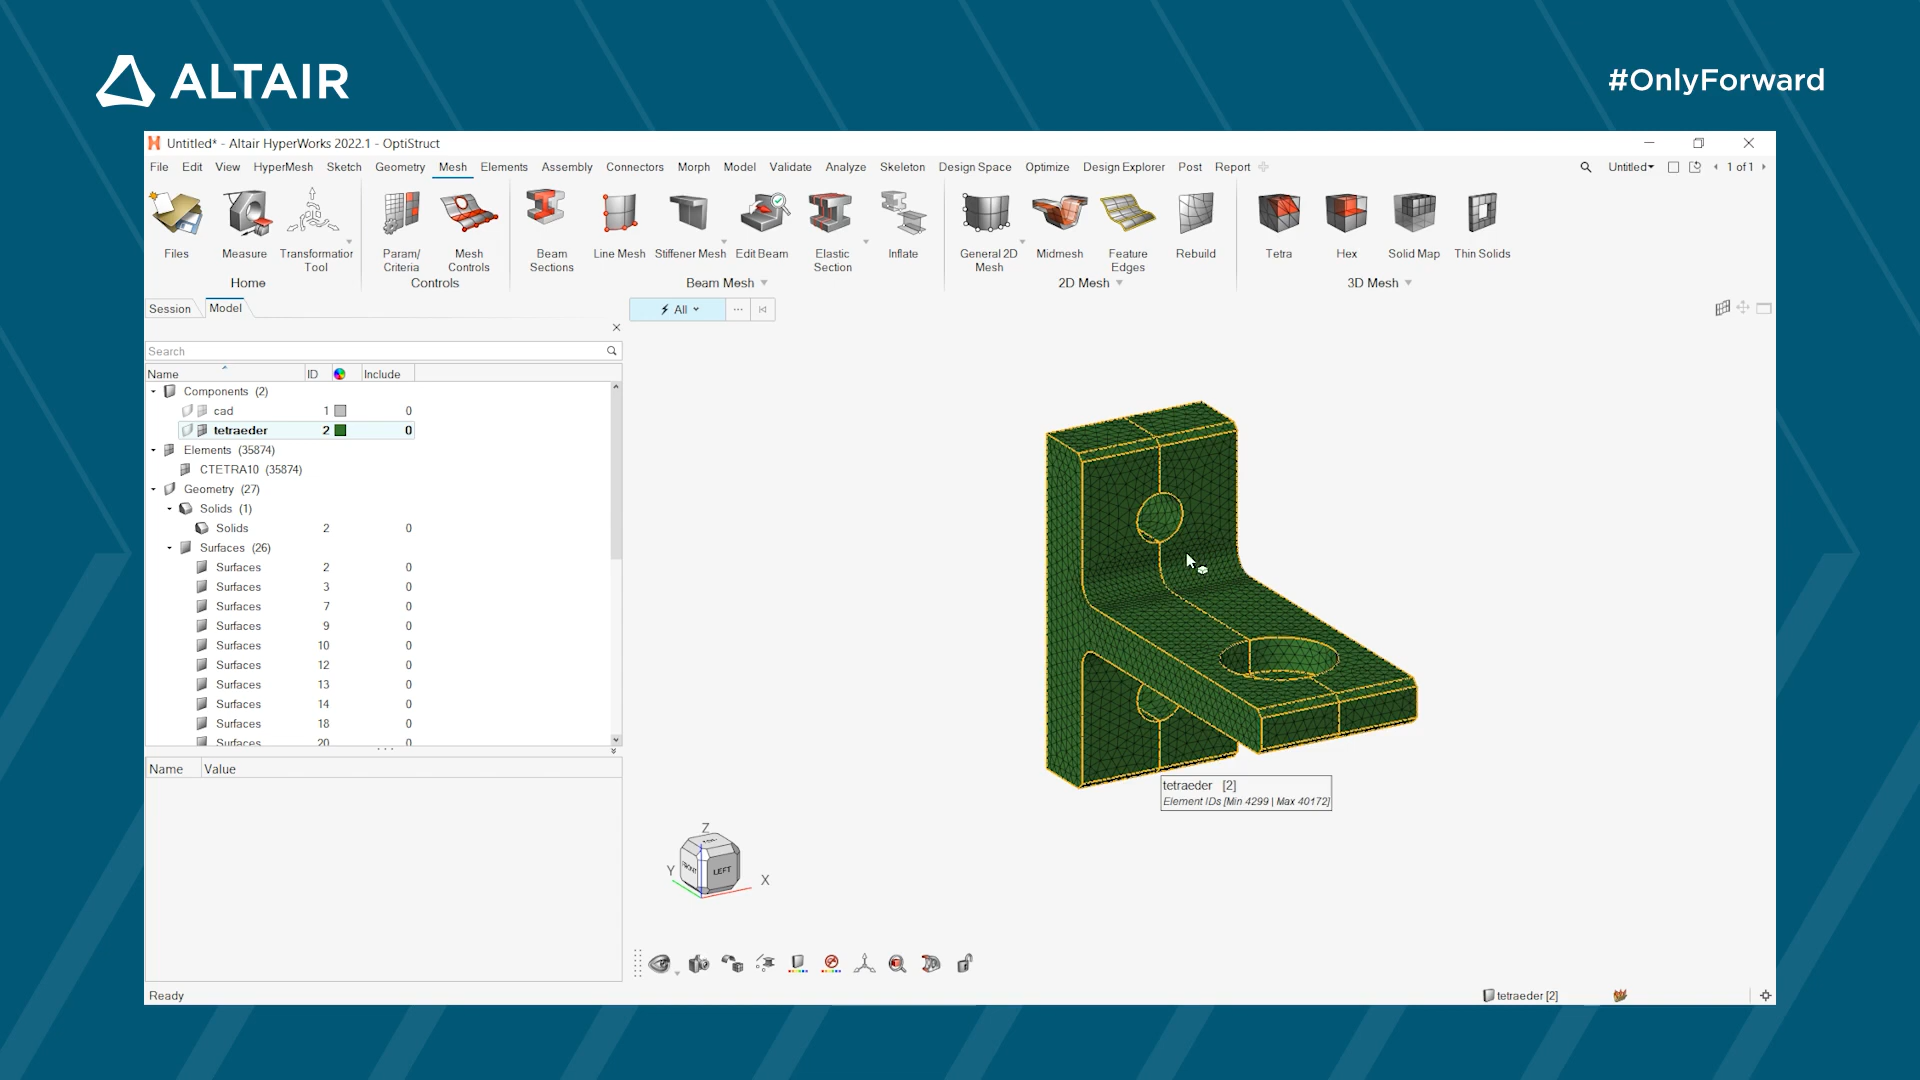 ALTAIR
#OnlyForward
Untitled* - Altair HyperWorks 2022.1 - OptiStruct
File Edit View HyperMesh Sketch Geometry Mesh Elements Assembly Connectors Morph Model Validate Analyze Skeleton Design Space Optimize Design Explorer Post Report Untitled 1 of 1
Files Measure Transformation Tool Param/ Criteria Mesh Controls Beam Sections Line Mesh Stiffener Mesh Edit Beam Elastic Section Inflate General 2D Mesh Midmesh Feature Edges Rebuild Tetra Hex Solid Map Thin Solids
Home Controls Beam Mesh 2D Mesh 3D Mesh
Session Model
All
Search
Name ID Include
Components (2)
cad 1 0
tetraeder 2 0
Elements (35874)
CTETRA10 (35874)
Geometry (27)
Solids (1)
Solids 2 0
Surfaces (26)
Surfaces 2 0
Surfaces 3 0
Surfaces 7 0
Surfaces 9 0
Surfaces 10 0
Surfaces 12 0
Surfaces 13 0
Surfaces 14 0
Surfaces 18 0
Surfaces 20 0
Name Value
tetraeder [2]
Element IDs [Min 4299 | Max 40172]
Z
Y
X
LEFT
Ready
tetraeder [2]